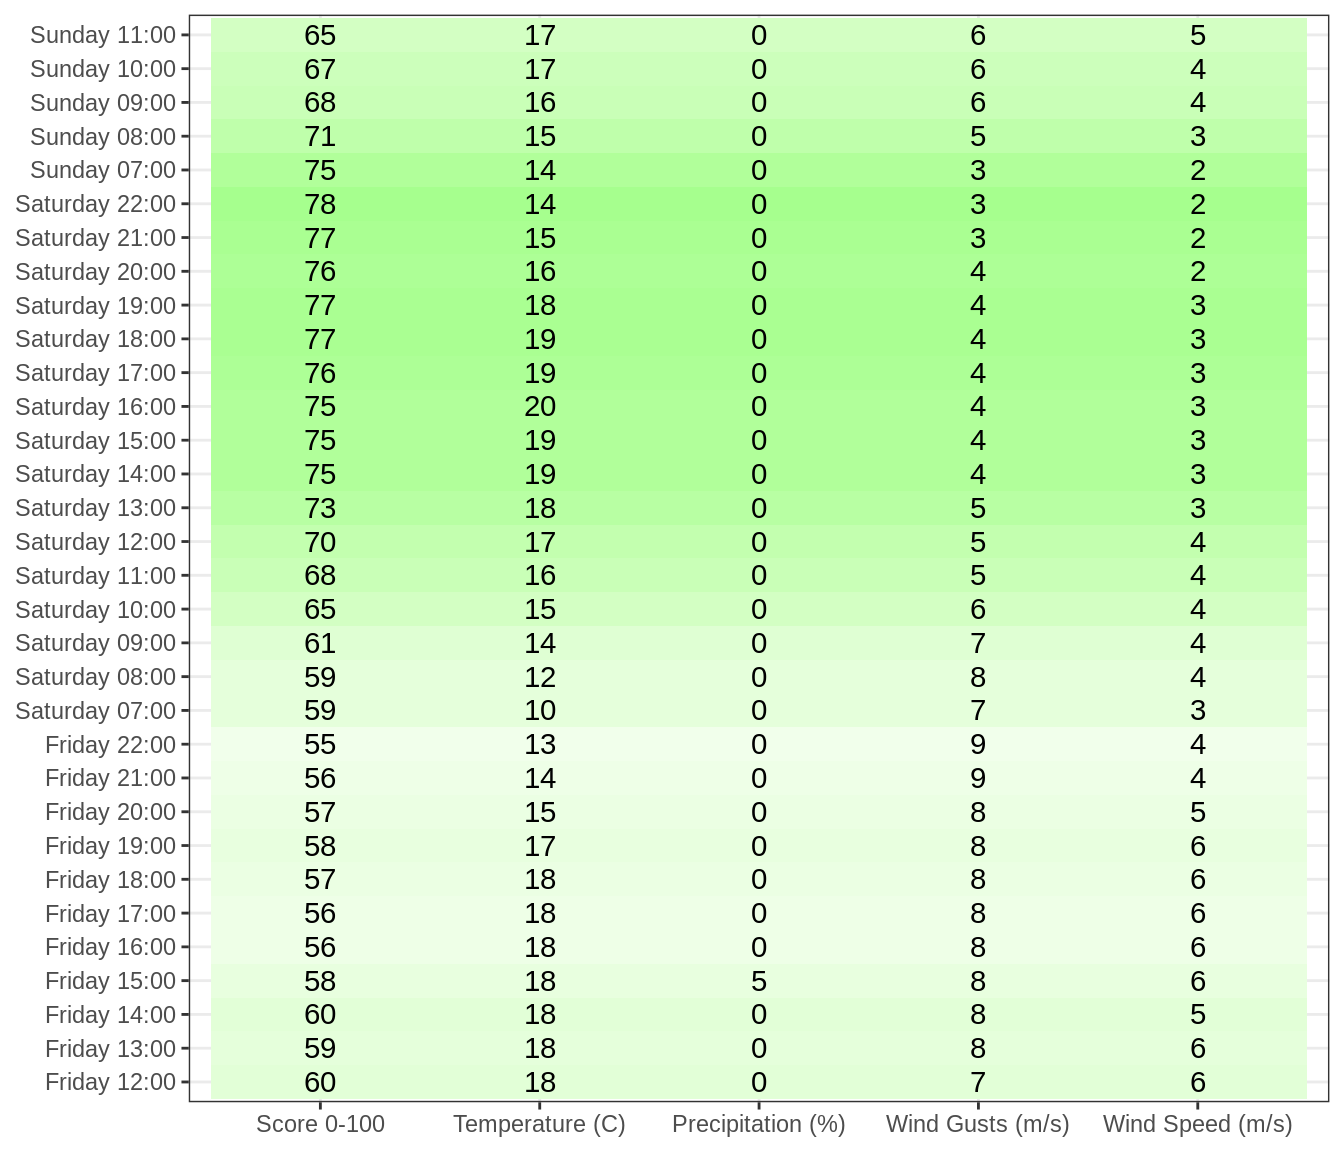 Sunday 11:00 65 17 0 6 5
Sunday 10:00 67 17 0 6 4
Sunday 09:00 68 16 0 6 4
Sunday 08:00 71 15 0 5 3
Sunday 07:00 75 14 0 3 2
Saturday 22:00 78 14 0 3 2
Saturday 21:00 77 15 0 3 2
Saturday 20:00 76 16 0 4 2
Saturday 19:00 77 18 0 4 3
Saturday 18:00 77 19 0 4 3
Saturday 17:00 76 19 0 4 3
Saturday 16:00 75 20 0 4 3
Saturday 15:00 75 19 0 4 3
Saturday 14:00 75 19 0 4 3
Saturday 13:00 73 18 0 5 3
Saturday 12:00 70 17 0 5 4
Saturday 11:00 68 16 0 5 4
Saturday 10:00 65 15 0 6 4
Saturday 09:00 61 14 0 7 4
Saturday 08:00 59 12 0 8 4
Saturday 07:00 59 10 0 7 3
Friday 22:00 55 13 0 9 4
Friday 21:00 56 14 0 9 4
Friday 20:00 57 15 0 8 5
Friday 19:00 58 17 0 8 6
Friday 18:00 57 18 0 8 6
Friday 17:00 56 18 0 8 6
Friday 16:00 56 18 0 8 6
Friday 15:00 58 18 5 8 6
Friday 14:00 60 18 0 8 5
Friday 13:00 59 18 0 8 6
Friday 12:00 60 18 0 7 6
Score 0-100 Temperature (C) Precipitation (%) Wind Gusts (m/s) Wind Speed (m/s)